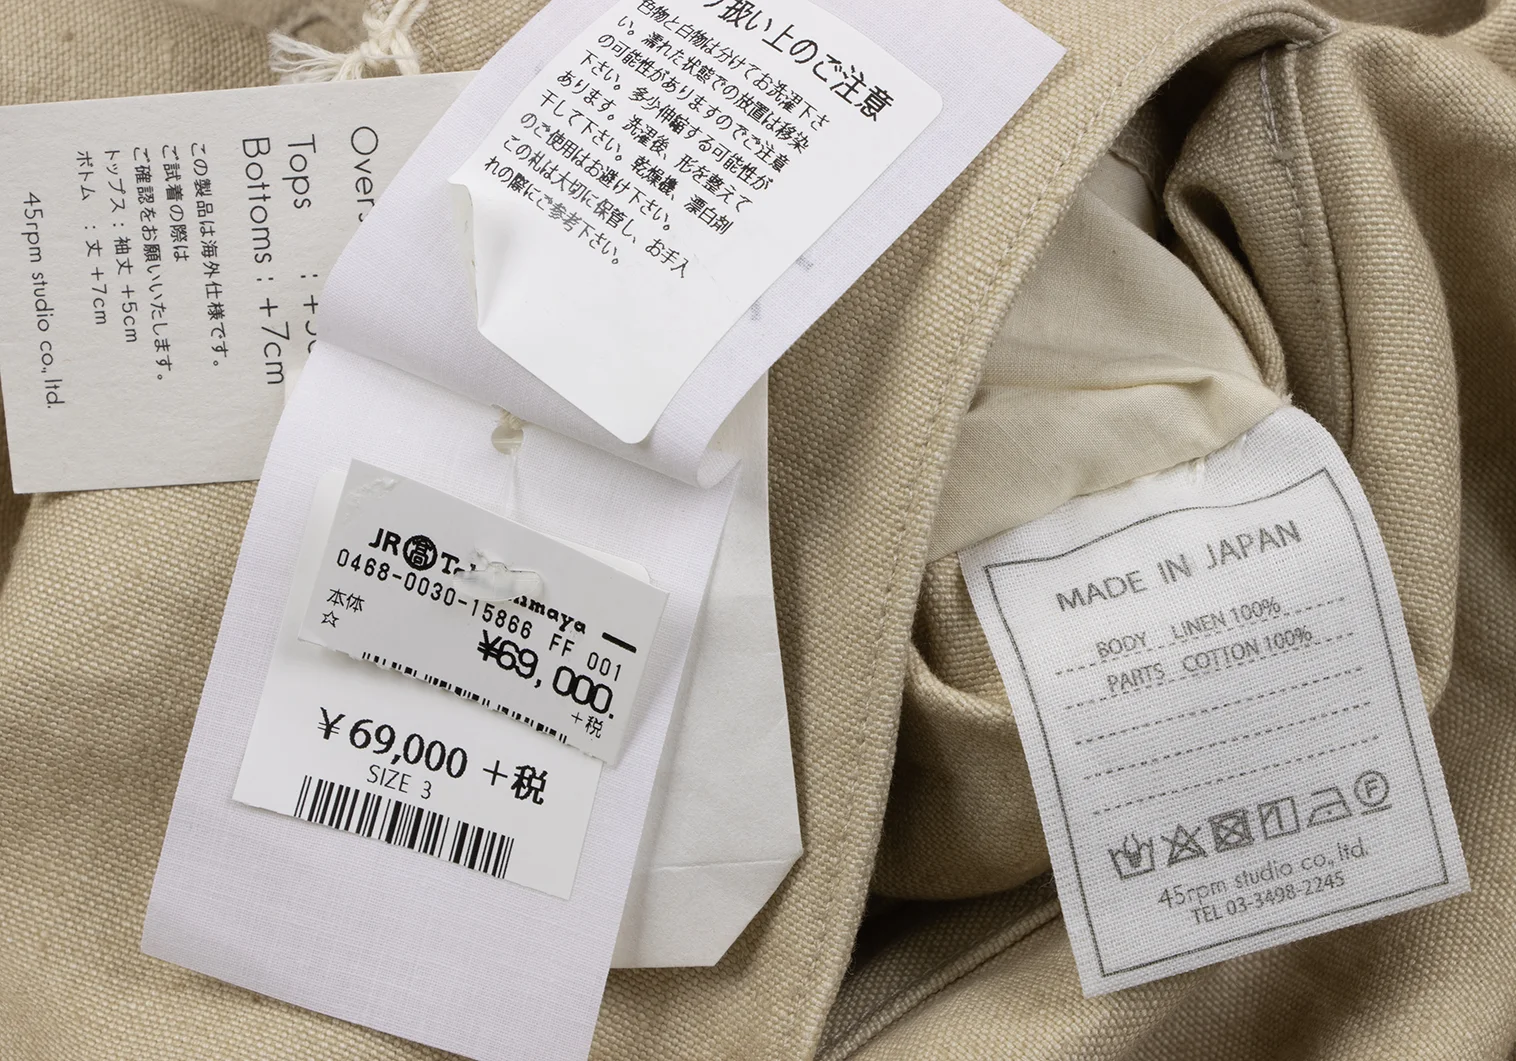 Overs
Tops : +5c
Bottoms : +7cm
この製品は海外仕様です。
ご試着の際は
ご確認をお願いいたします。
トップス : 袖丈 +5cm
ボトム : 丈 +7cm
45rpm studio co., ltd.
り扱い上のご注意
色物と白物は分けてお洗濯下さ
い。濡れた状態での放置は移染
の可能性がありますのでご注意
下さい。多少伸縮する可能性が
あります。洗濯後、形を整えて
干して下さい。乾燥機、漂白剤
のご使用はお避け下さい。
この札は大切に保管し、お手入
れの際にご参考下さい。
JR髙
0468-0030-15866 FF 001
本体
☆
¥69,000.
+税
¥69,000 +税
SIZE 3
MADE IN JAPAN
BODY LINEN 100%
PARTS COTTON 100%
F
45rpm studio co., ltd.
TEL 03-3498-2245